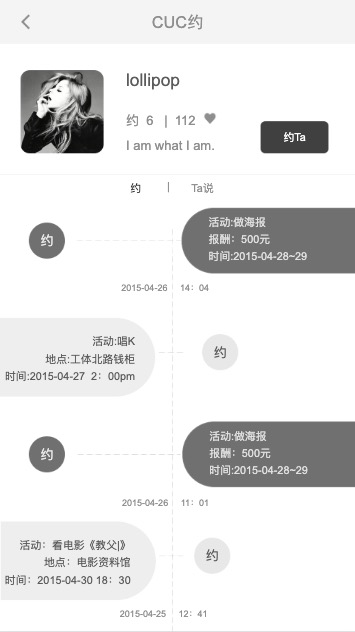 CUC约
lollipop
约 6 | 112
I am what I am.
约Ta
约 | Ta说
约
活动:做海报
报酬：500元
时间:2015-04-28~29
2015-04-26 14：04
活动:唱K
地点:工体北路钱柜
时间:2015-04-27 2：00pm
约
约
活动:做海报
报酬：500元
时间:2015-04-28~29
2015-04-26 11：01
活动：看电影《教父|》
地点：电影资料馆
时间：2015-04-30 18：30
约
2015-04-25 12：41